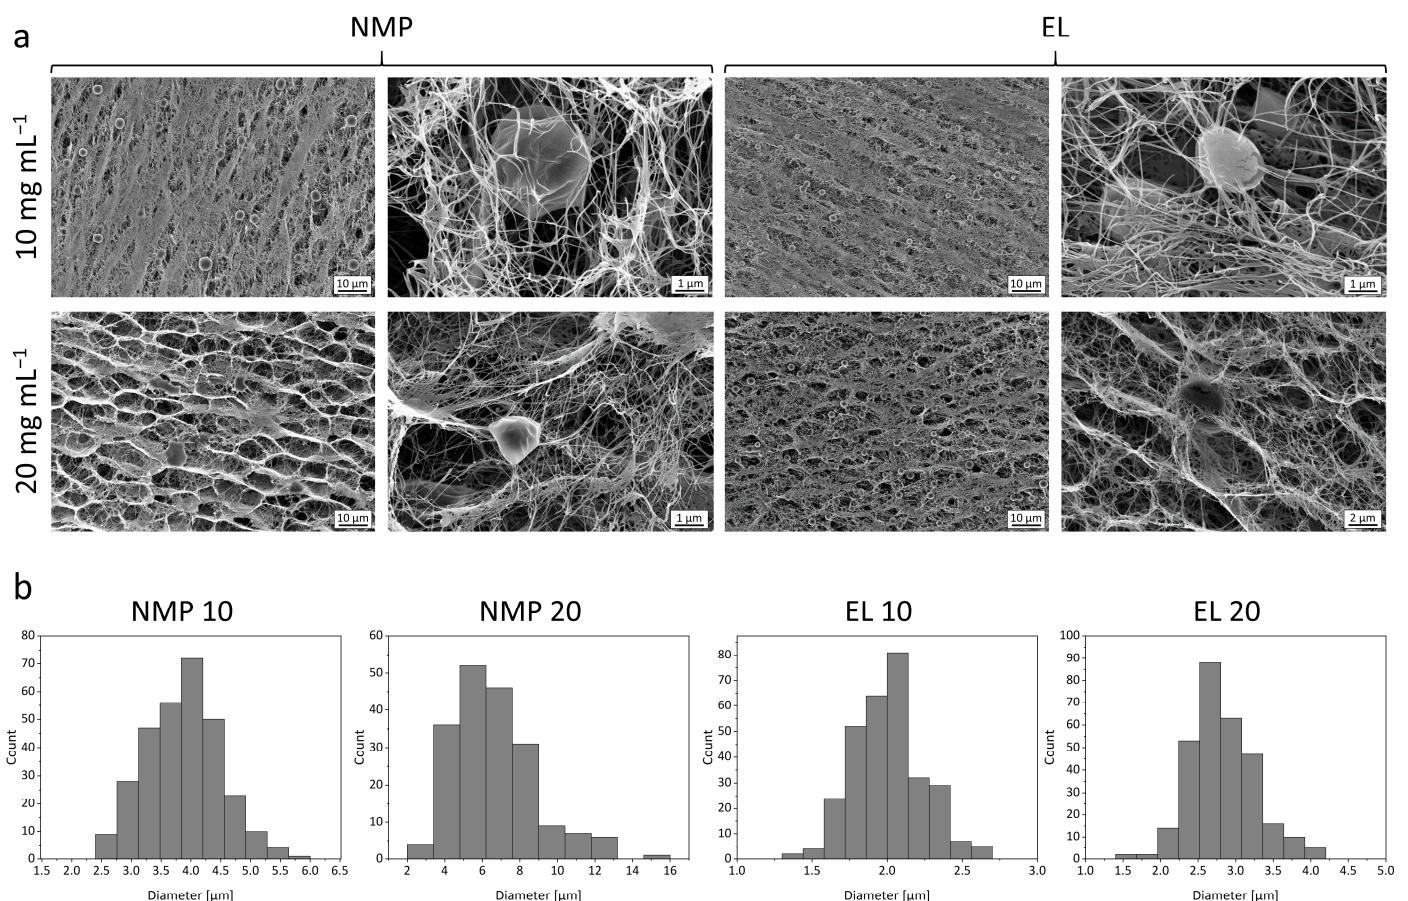 a
NMP
EL
10 mg mL⁻¹
10 µm
1 µm
10 µm
1 µm
20 mg mL⁻¹
10 µm
1 µm
10 µm
2 µm
b
NMP 10
NMP 20
EL 10
EL 20
80
70
60
50
40
30
20
10
0
Ccunt
1.5 2.0 2.5 3.0 3.5 4.0 4.5 5.0 5.5 6.0 6.5
Diameter [µm]
60
50
40
30
20
10
0
Ccunt
2 4 6 8 10 12 14 16
Diameter [µm]
80
70
60
50
40
30
20
10
0
Ccunt
1.0 1.5 2.0 2.5 3.0
Diameter [µm]
100
90
80
70
60
50
40
30
20
10
0
Ccunt
1.0 1.5 2.0 2.5 3.0 3.5 4.0 4.5 5.0
Diameter [µm]